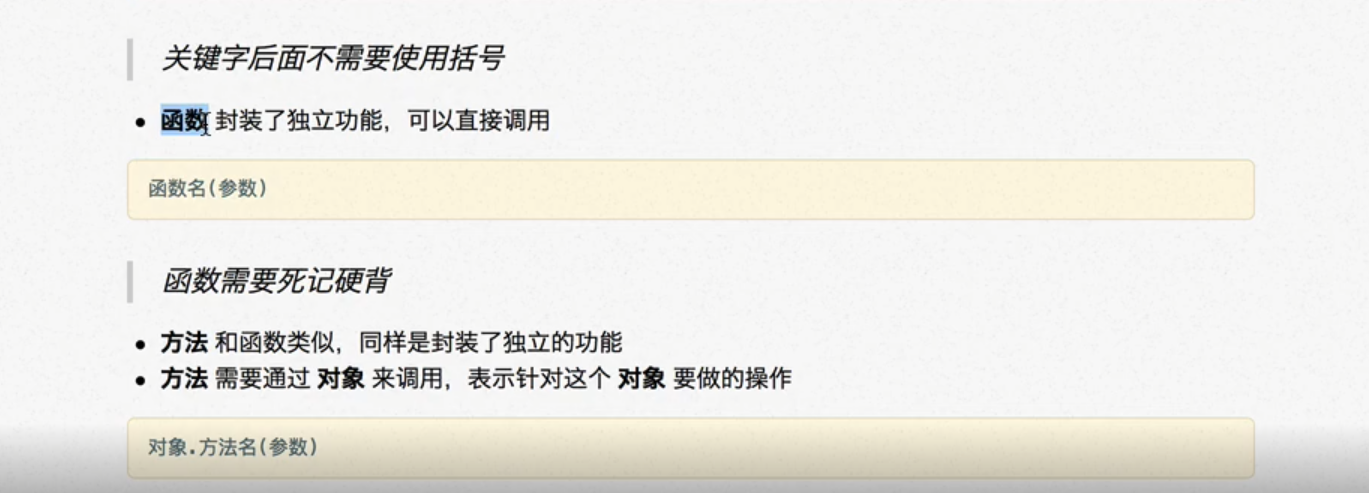 关键字后面不需要使用括号
函数 封装了独立功能，可以直接调用
函数名(参数)
函数需要死记硬背
方法 和函数类似，同样是封装了独立的功能
方法 需要通过 对象 来调用，表示针对这个 对象 要做的操作
对象.方法名(参数)